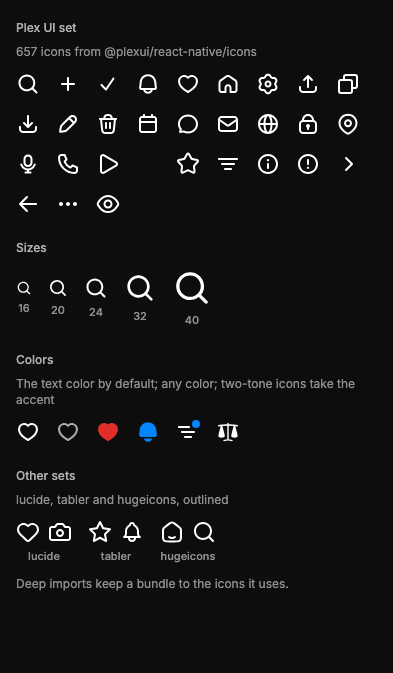 Plex UI set
657 icons from @plexui/react-native/icons
Sizes
16 20 24 32 40
Colors
The text color by default; any color; two-tone icons take the
accent
Other sets
lucide, tabler and hugeicons, outlined
lucide tabler hugeicons
Deep imports keep a bundle to the icons it uses.